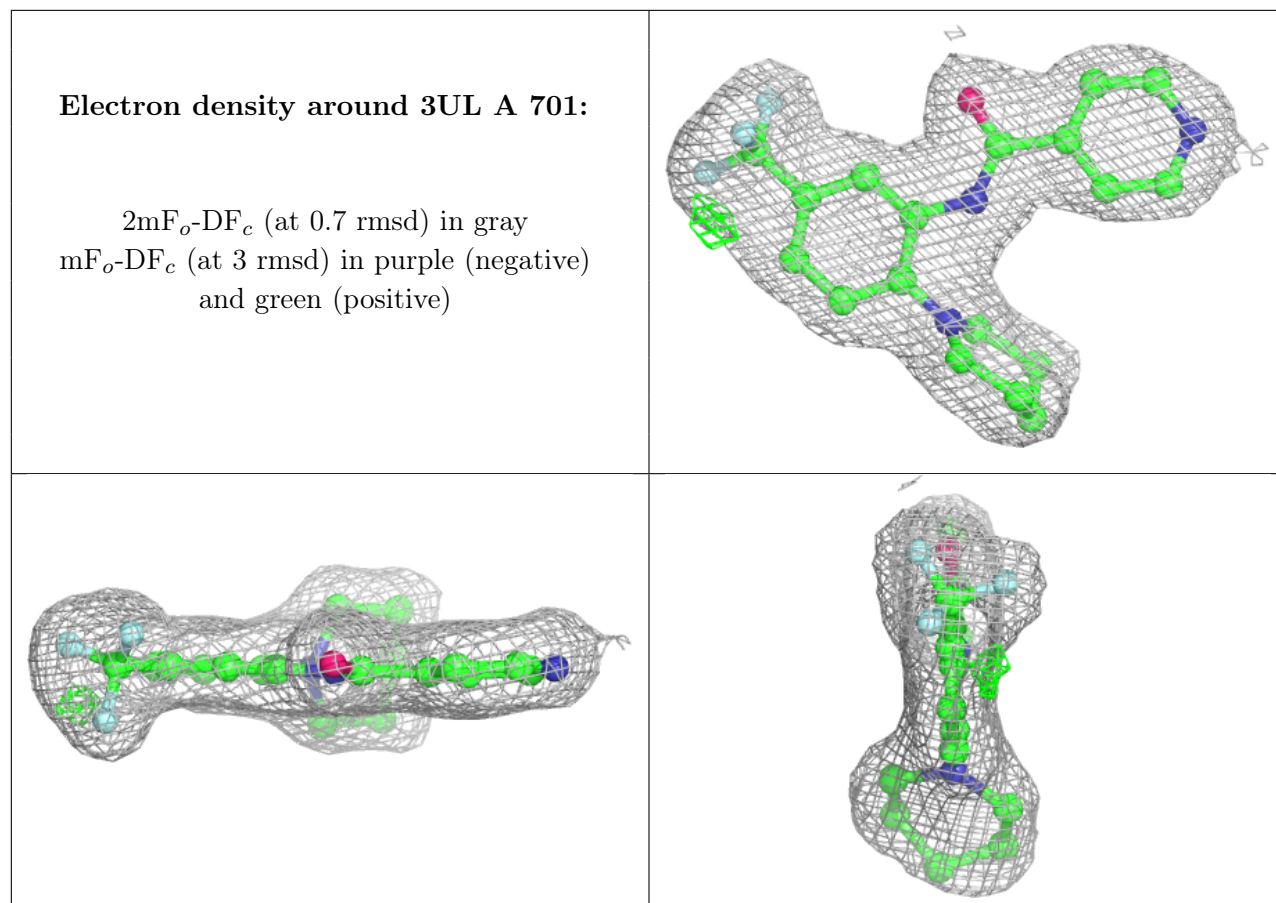 Electron density around 3UL A 701:
2mFo-DFc (at 0.7 rmsd) in gray
mFo-DFc (at 3 rmsd) in purple (negative)
and green (positive)